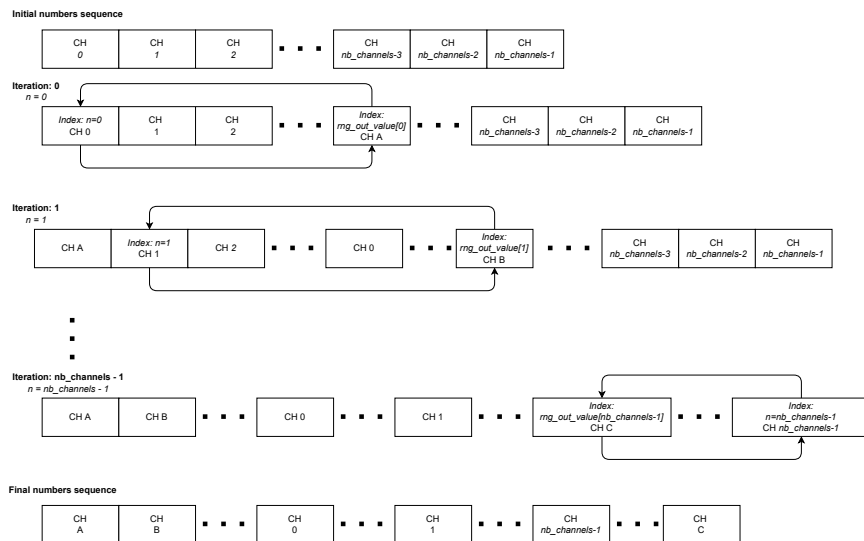 Initial numbers sequence
CH CH CH CH CH CH
0 1 2 nb_channels-3 nb_channels-2 nb_channels-1
Iteration: 0
n = 0
Index: n=0
CH 0
CH
1
CH
2
Index:
rng_out_value[0]
CH A
CH
nb_channels-3
CH
nb_channels-2
CH
nb_channels-1
Iteration: 1
n = 1
CH A
Index: n=1
CH 1
CH 2
CH 0
Index:
rng_out_value[1]
CH B
CH
nb_channels-3
CH
nb_channels-2
CH
nb_channels-1
Iteration: nb_channels - 1
n = nb_channels - 1
CH A
CH B
CH 0
CH 1
Index:
rng_out_value[nb_channels-1]
CH C
Index:
n=nb_channels-1
CH nb_channels-1
Final numbers sequence
CH
A
CH
B
CH
0
CH
1
CH
nb_channels-1
CH
C